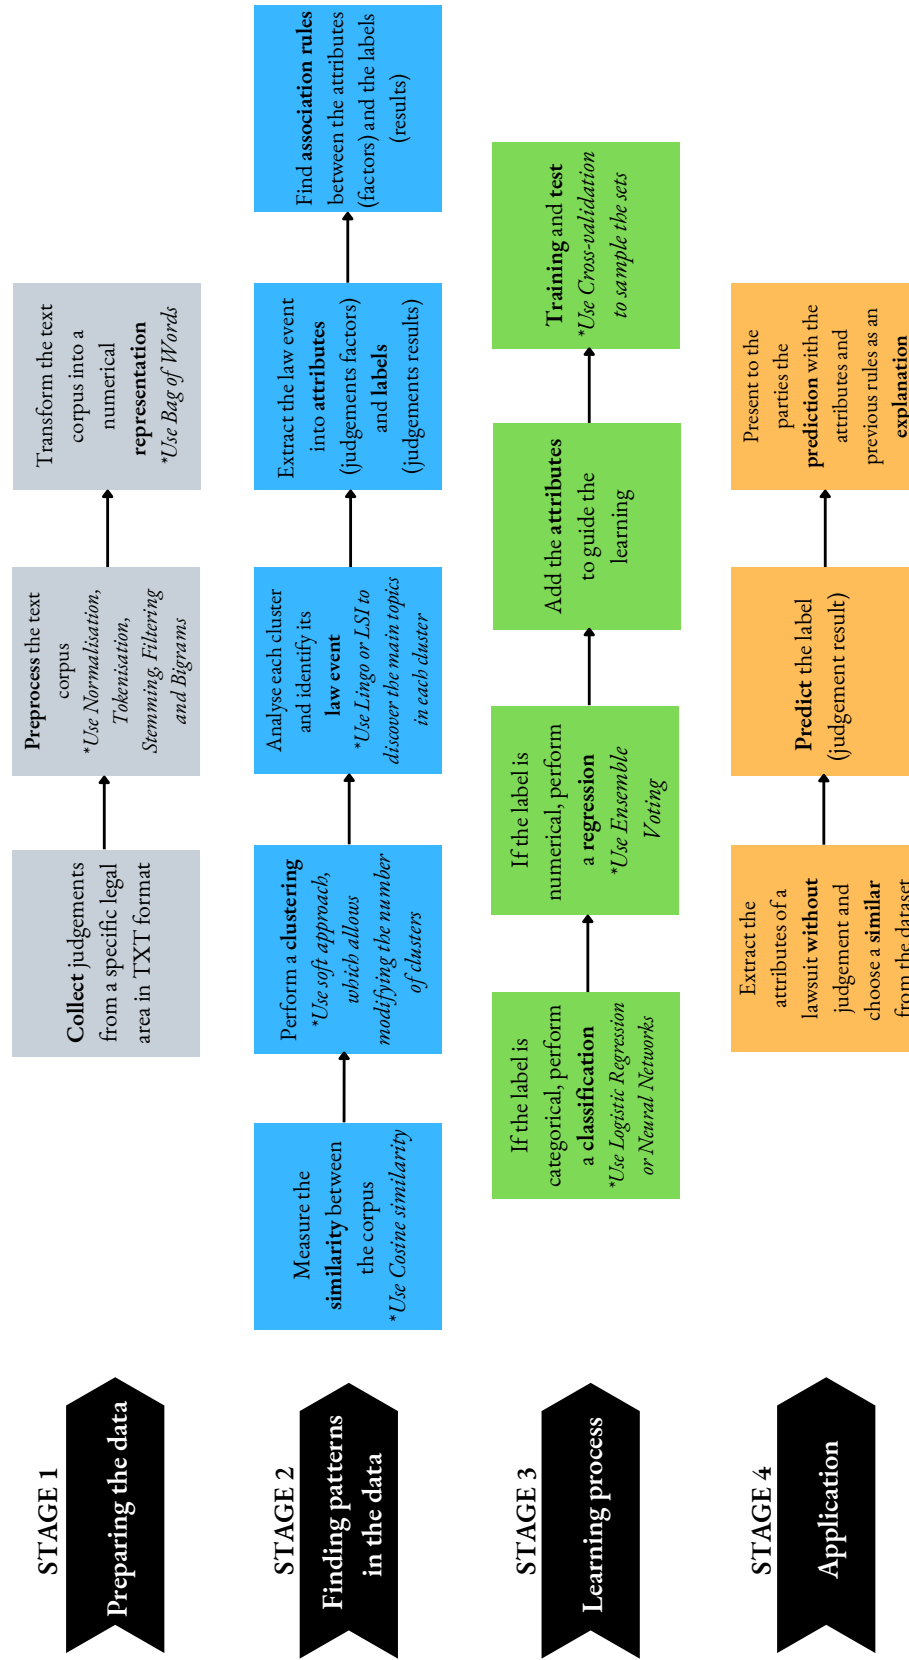 STAGE 1
Preparing the data
Collect judgements
from a specific legal
area in TXT format
Preprocess the text
corpus
*Use Normalisation,
Tokenisation,
Stemming, Filtering
and Bigrams
Transform the text
corpus into a
numerical
representation
*Use Bag of Words
STAGE 2
Finding patterns
in the data
Measure the
similarity between
the corpus
*Use Cosine similarity
Perform a clustering
*Use soft approach,
which allows
modifying the number
of clusters
Analyse each cluster
and identify its
law event
*Use Lingo or LSI to
discover the main topics
in each cluster
Extract the law event
into attributes
(judgements factors)
and labels
(judgements results)
Find association rules
between the attributes
(factors) and the labels
(results)
STAGE 3
Learning process
If the label is
categorical, perform
a classification
*Use Logistic Regression
or Neural Networks
If the label is
numerical, perform
a regression
*Use Ensemble
Voting
Add the attributes
to guide the
learning
Training and test
*Use Cross-validation
to sample the sets
STAGE 4
Application
Extract the
attributes of a
lawsuit without
judgement and
choose a similar
from the dataset
Predict the label
(judgement result)
Present to the
parties the
prediction with the
attributes and
previous rules as an
explanation